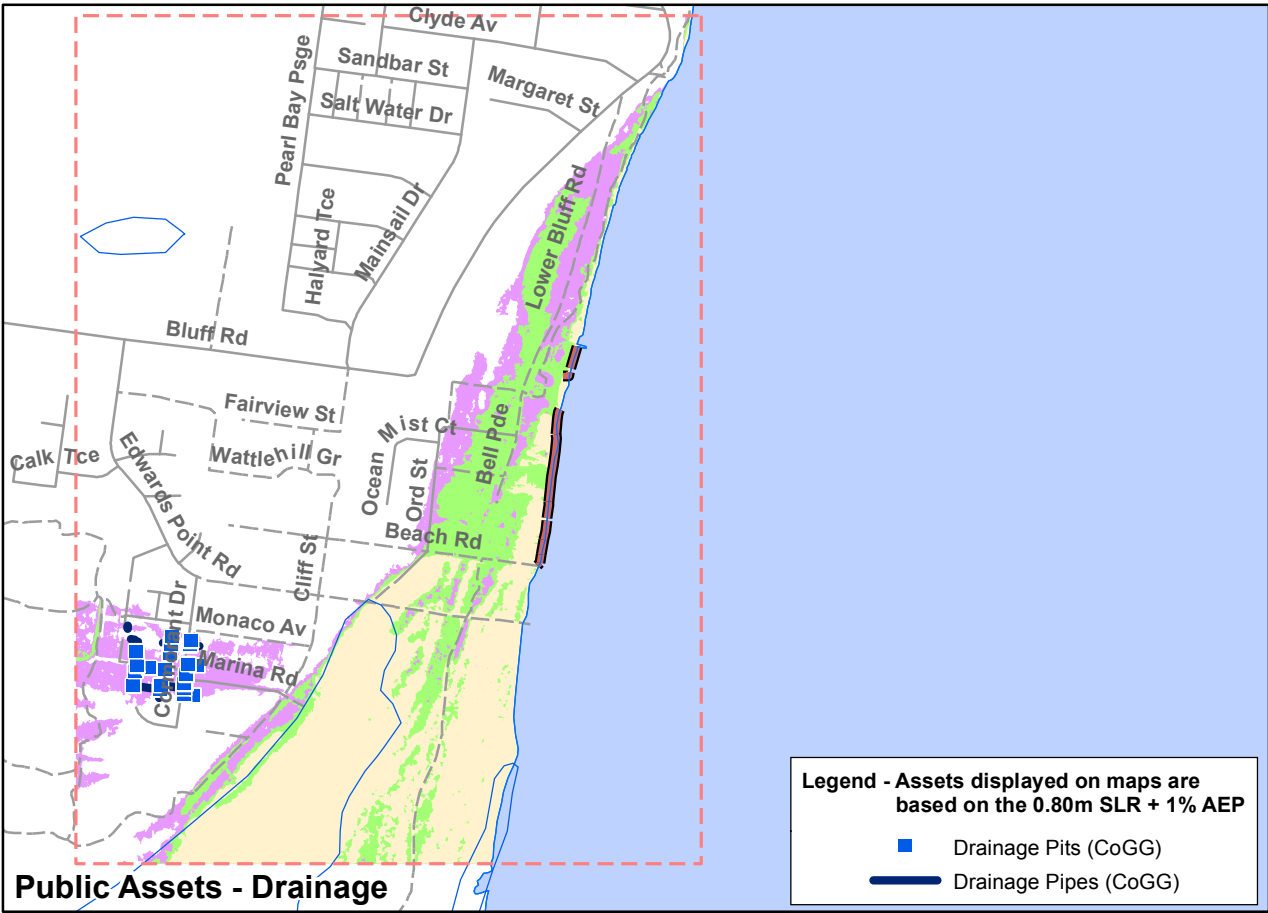 Clyde Av
Sandbar St
Margaret St
Salt Water Dr
Pearl Bay Psge
Lower Bluff Rd
Halyard Tce
Mainsail Dr
Bluff Rd
Fairview St
Mist Ct
Ocean
Bell Pde
Wattlehill Gr
Calk Tce
Edwards Point Rd
Ord St
Beach Rd
Cliff St
Cormorant Dr
Monaco Av
Marina Rd
Legend - Assets displayed on maps are
based on the 0.80m SLR + 1% AEP
Drainage Pits (CoGG)
Drainage Pipes (CoGG)
Public Assets - Drainage